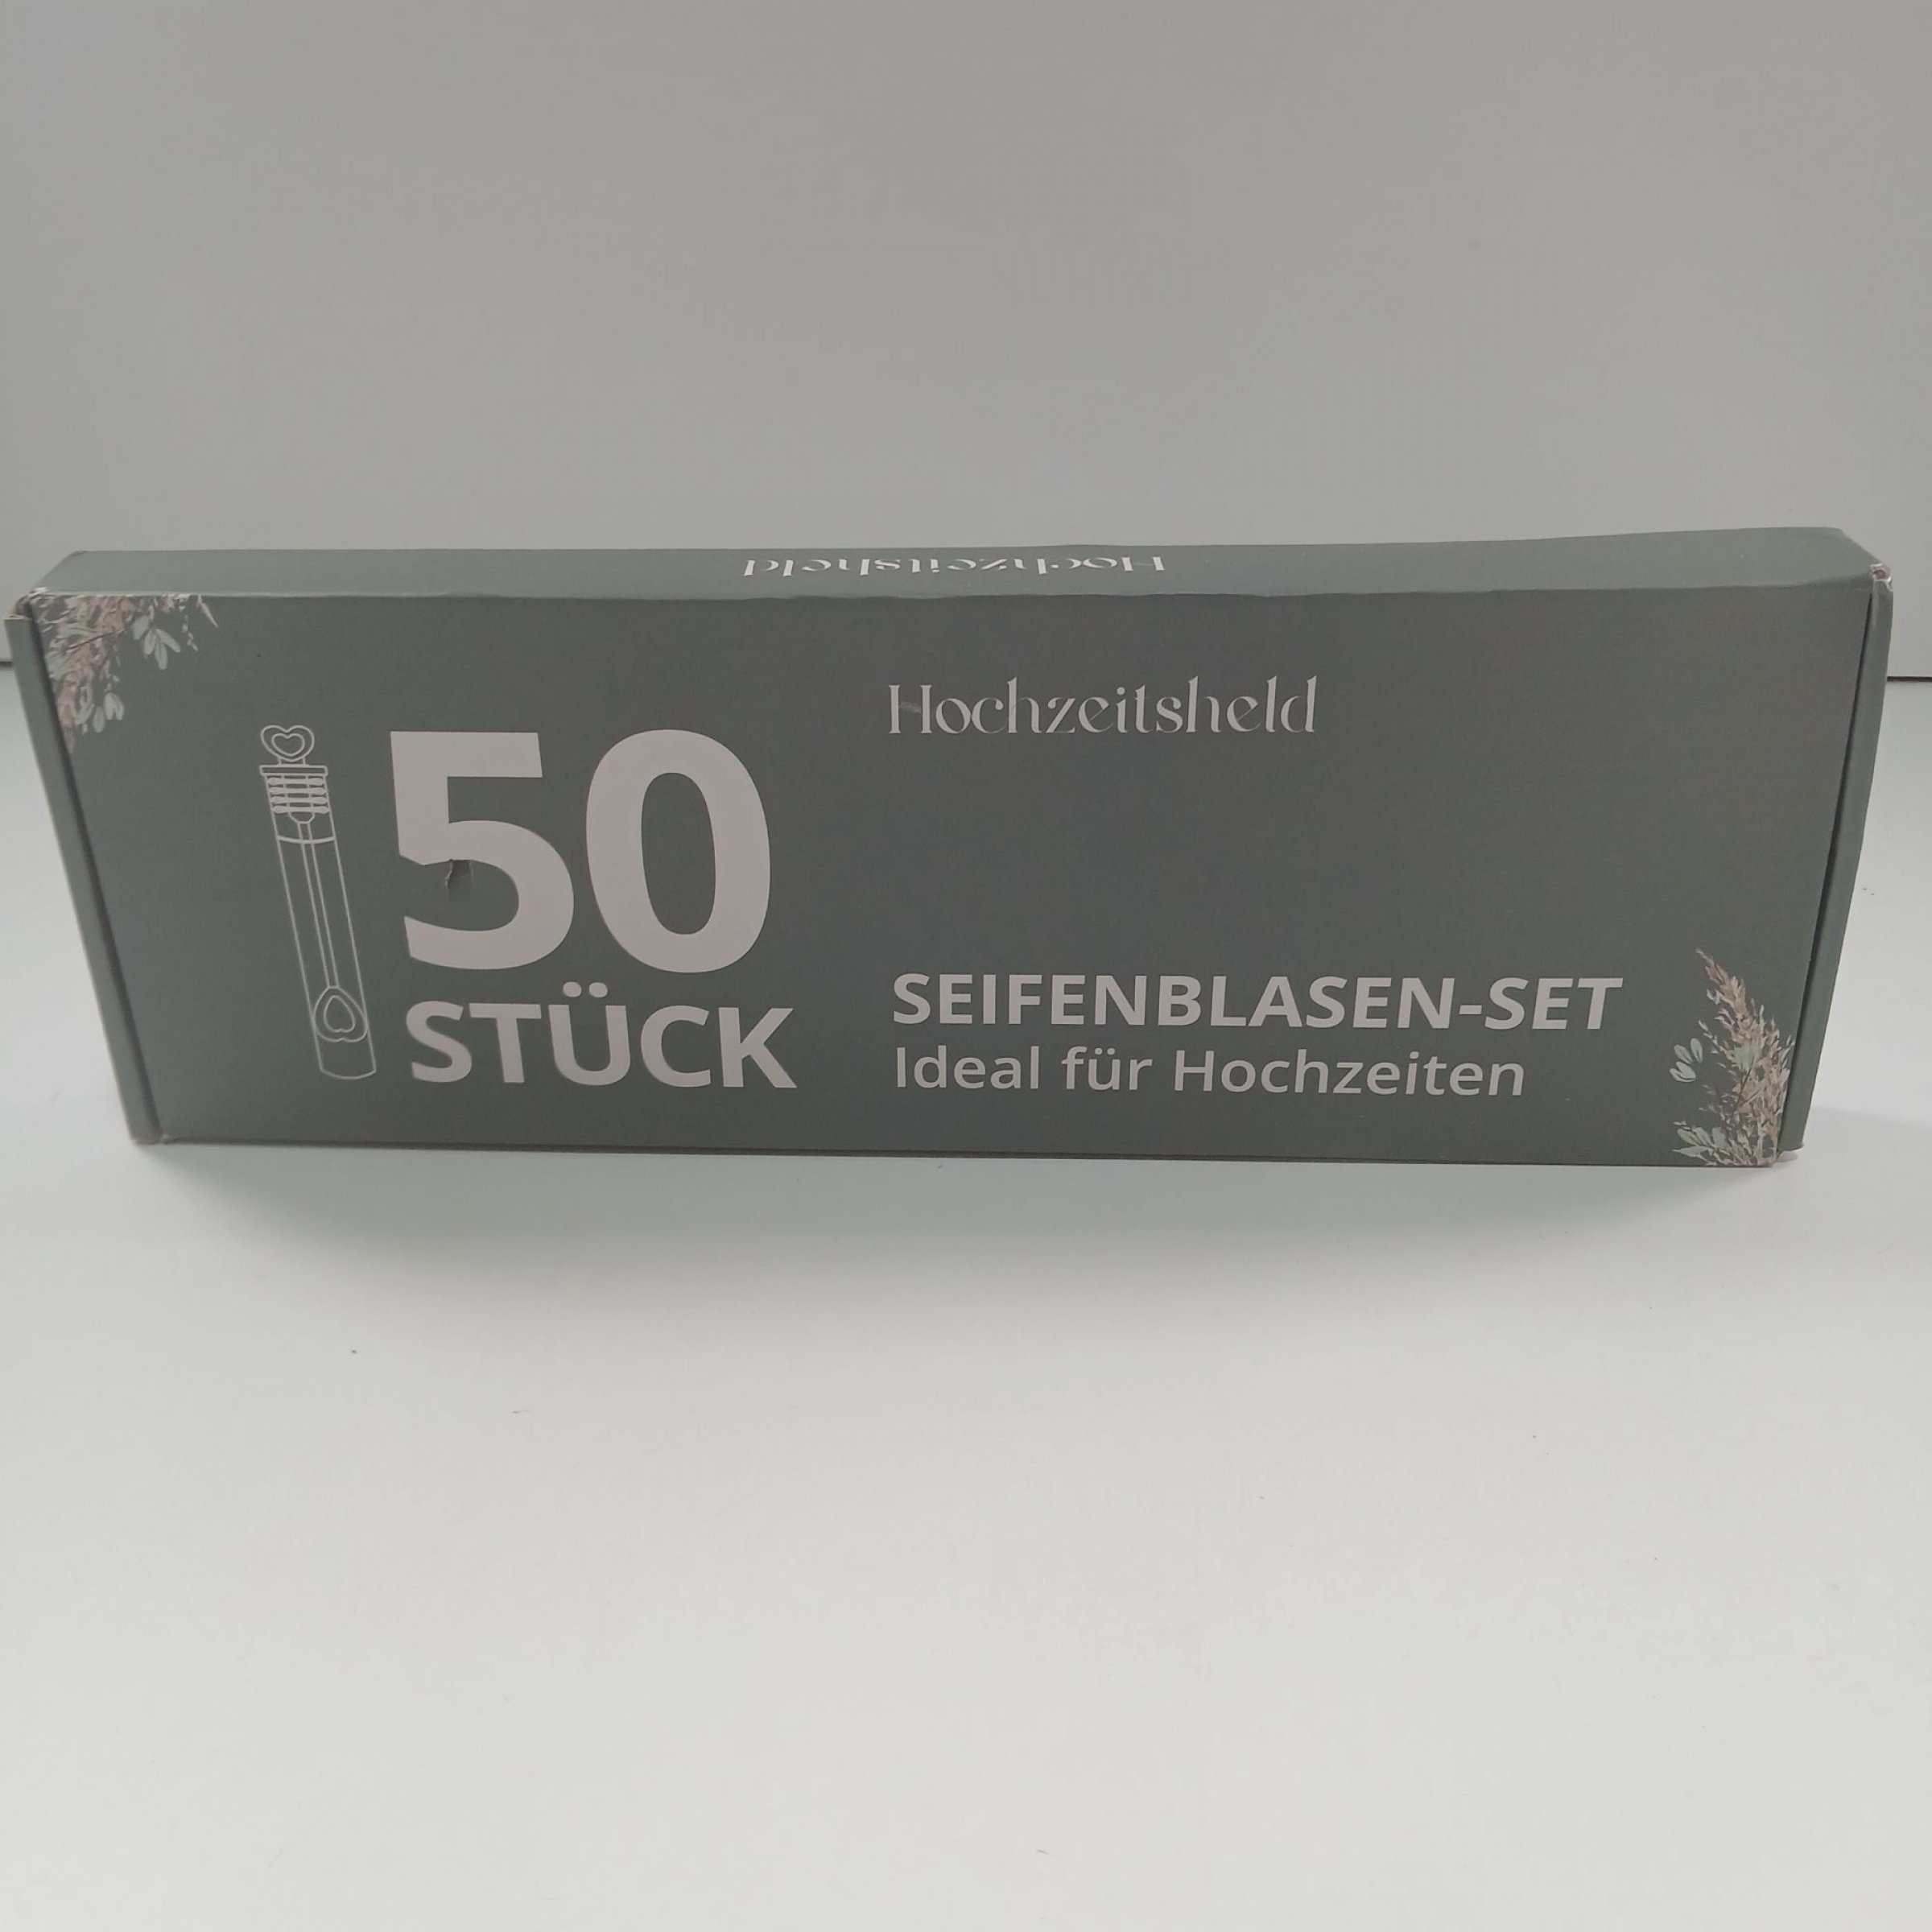 Hochzeitsheld
Hochzeitsheld
50
STÜCK
SEIFENBLASEN-SET
Ideal für Hochzeiten